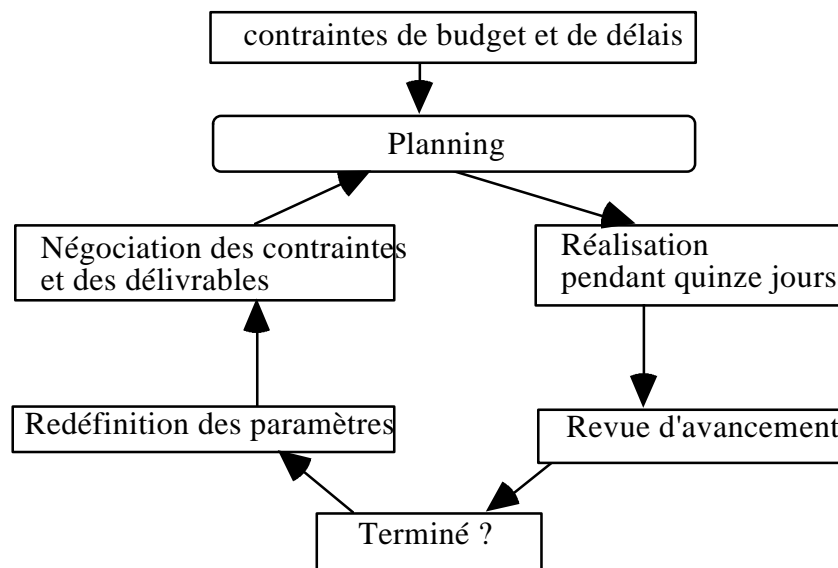 contraintes de budget et de délais
Planning
Négociation des contraintes
et des délivrables
Réalisation
pendant quinze jours
Redéfinition des paramètres
Revue d'avancement
Terminé ?